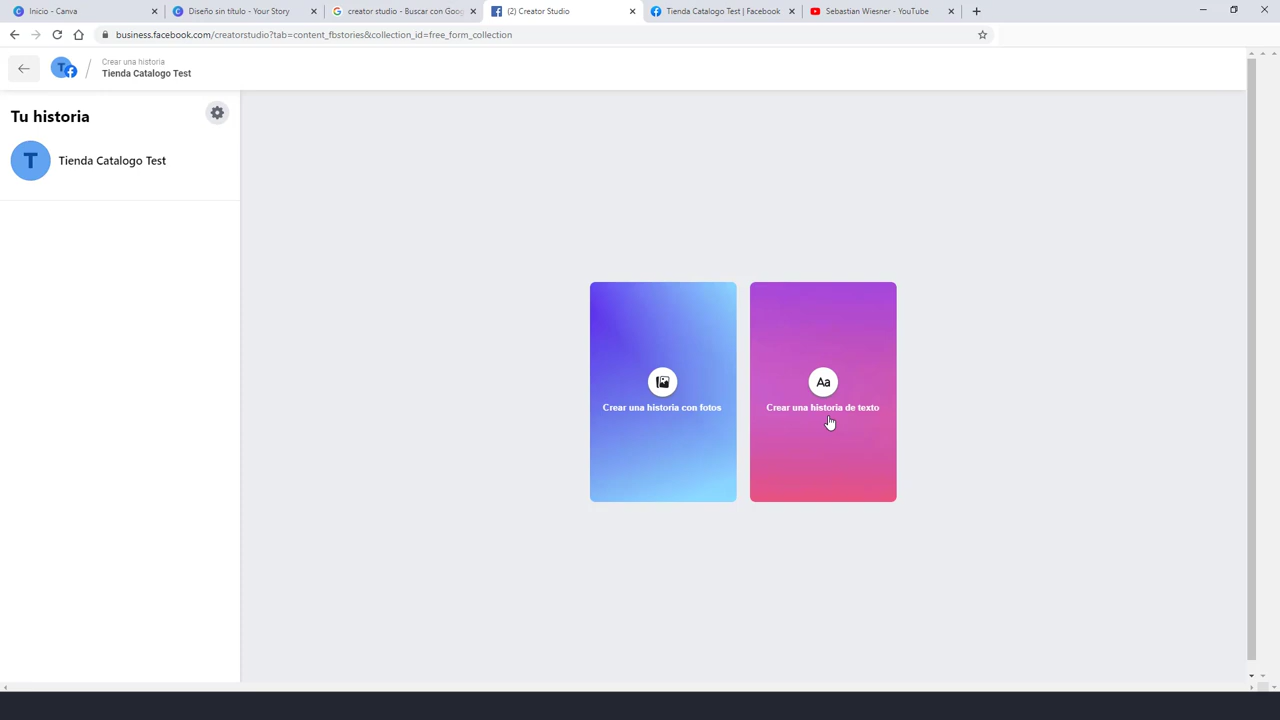 Inicio - Canva
Diseño sin título - Your Story
creator studio - Buscar con Goog
(2) Creator Studio
Tienda Catalogo Test | Facebook
Sebastian Wiesner - YouTube
business.facebook.com/creatorstudio?tab=content_fbstories&collection_id=free_form_collection
T
Crear una historia
Tienda Catalogo Test
Tu historia
T
Tienda Catalogo Test
Aa
Crear una historia con fotos
Crear una historia de texto